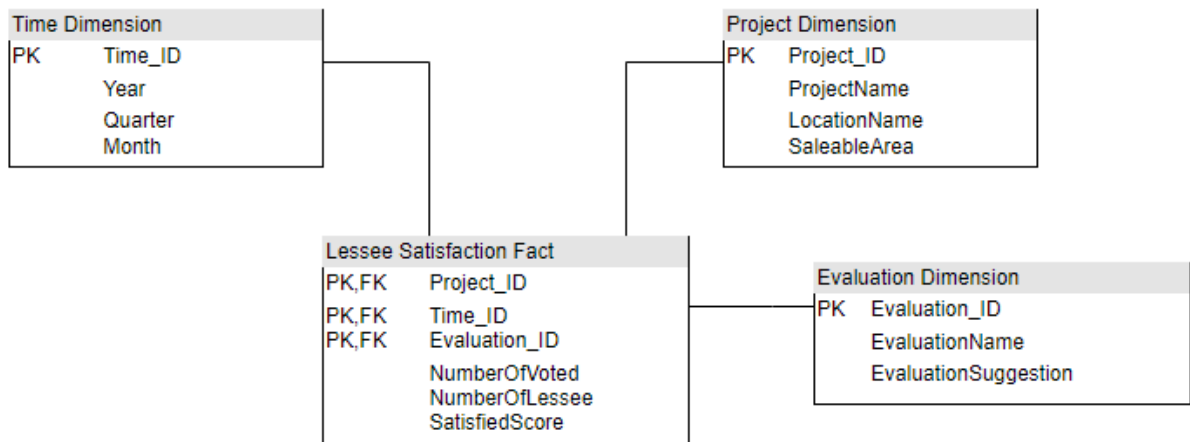 Time Dimension
PK Time_ID
Year
Quarter
Month
Project Dimension
PK Project_ID
ProjectName
LocationName
SaleableArea
Lessee Satisfaction Fact
PK,FK Project_ID
PK,FK Time_ID
PK,FK Evaluation_ID
NumberOfVoted
NumberOfLessee
SatisfiedScore
Evaluation Dimension
PK Evaluation_ID
EvaluationName
EvaluationSuggestion